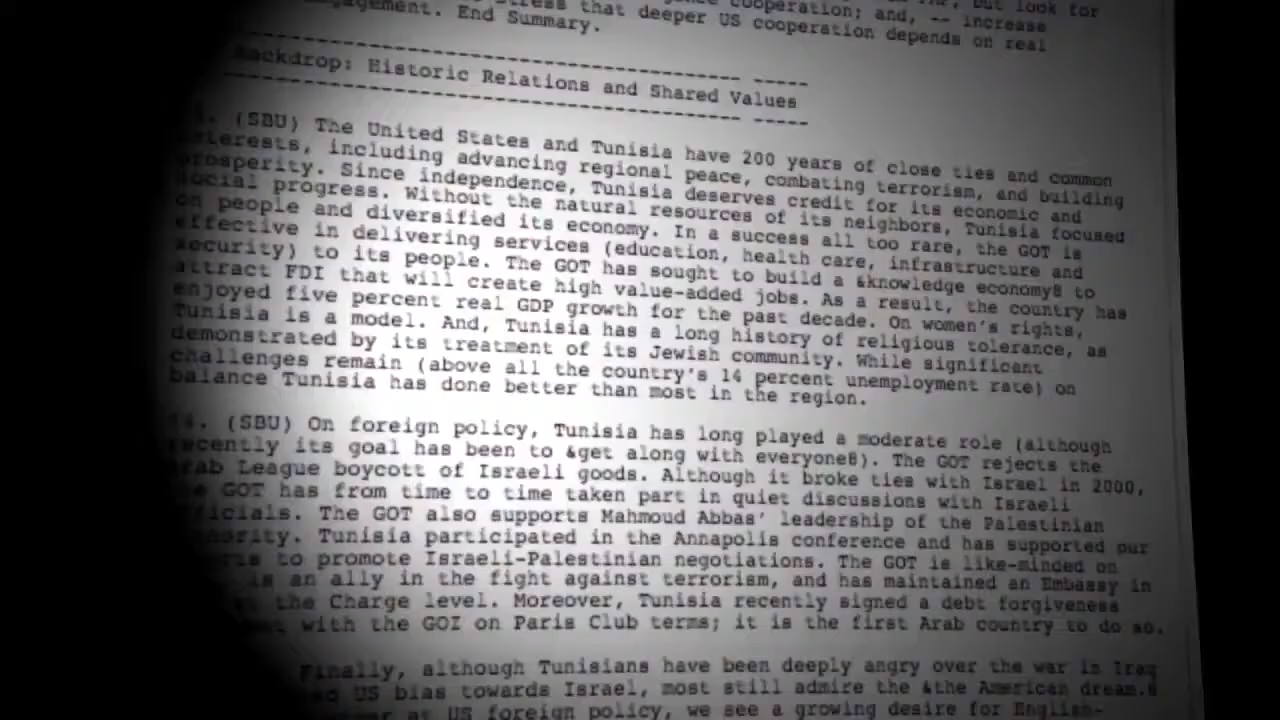 cooperation; and, -- increase
stress that deeper US cooperation depends on real
engagement. End Summary.
---------------------------------------- -----
Backdrop: Historic Relations and Shared Values
---------------------------------------- -----
(SBU) The United States and Tunisia have 200 years of close ties and common
interests, including advancing regional peace, combating terrorism, and building
prosperity. Since independence, Tunisia deserves credit for its economic and
social progress. Without the natural resources of its neighbors, Tunisia focused
on people and diversified its economy. In a success all too rare, the GOT is
effective in delivering services (education, health care, infrastructure and
security) to its people. The GOT has sought to build a &knowledge economy8 to
attract FDI that will create high value-added jobs. As a result, the country has
enjoyed five percent real GDP growth for the past decade. On women's rights,
Tunisia is a model. And, Tunisia has a long history of religious tolerance, as
demonstrated by its treatment of its Jewish community. While significant
challenges remain (above all the country's 14 percent unemployment rate) on
balance Tunisia has done better than most in the region.
4. (SBU) On foreign policy, Tunisia has long played a moderate role (although
recently its goal has been to &get along with everyone8). The GOT rejects the
Arab League boycott of Israeli goods. Although it broke ties with Israel in 2000,
the GOT has from time to time taken part in quiet discussions with Israeli
officials. The GOT also supports Mahmoud Abbas' leadership of the Palestinian
Authority. Tunisia participated in the Annapolis conference and has supported our
to promote Israeli-Palestinian negotiations. The GOT is like-minded on
is an ally in the fight against terrorism, and has maintained an Embassy in
the Charge level. Moreover, Tunisia recently signed a debt forgiveness
with the GOI on Paris Club terms; it is the first Arab country to do so.
Finally, although Tunisians have been deeply angry over the war in Iraq
US bias towards Israel, most still admire the &the American dream.8
at US foreign policy, we see a growing desire for English-